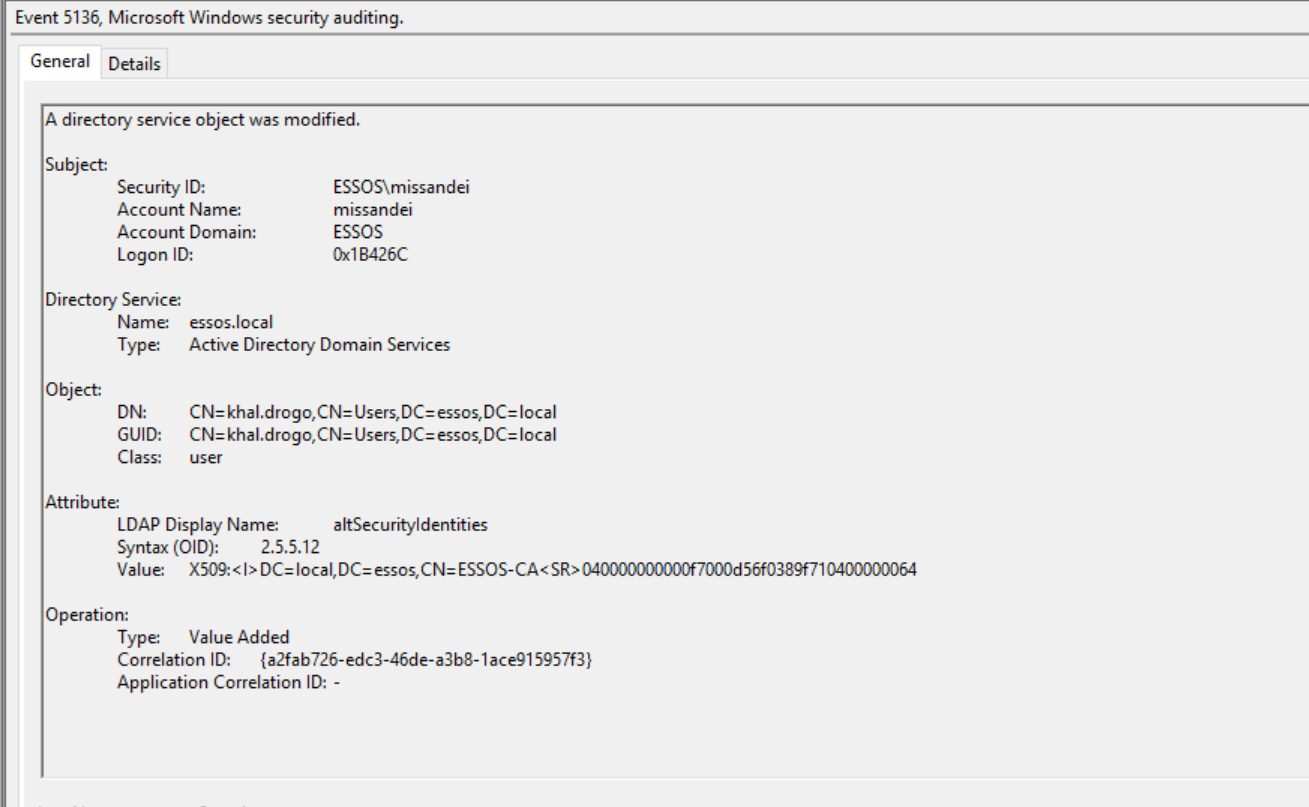 Event 5136, Microsoft Windows security auditing.
General Details
A directory service object was modified.
Subject:
Security ID: ESSOS\missandei
Account Name: missandei
Account Domain: ESSOS
Logon ID: 0x1B426C
Directory Service:
Name: essos.local
Type: Active Directory Domain Services
Object:
DN: CN=khal.drogo,CN=Users,DC=essos,DC=local
GUID: CN=khal.drogo,CN=Users,DC=essos,DC=local
Class: user
Attribute:
LDAP Display Name: altSecurityIdentities
Syntax (OID): 2.5.5.12
Value: X509:<I>DC=local,DC=essos,CN=ESSOS-CA<SR>040000000000f7000d56f0389f710400000064
Operation:
Type: Value Added
Correlation ID: {a2fab726-edc3-46de-a3b8-1ace915957f3}
Application Correlation ID: -